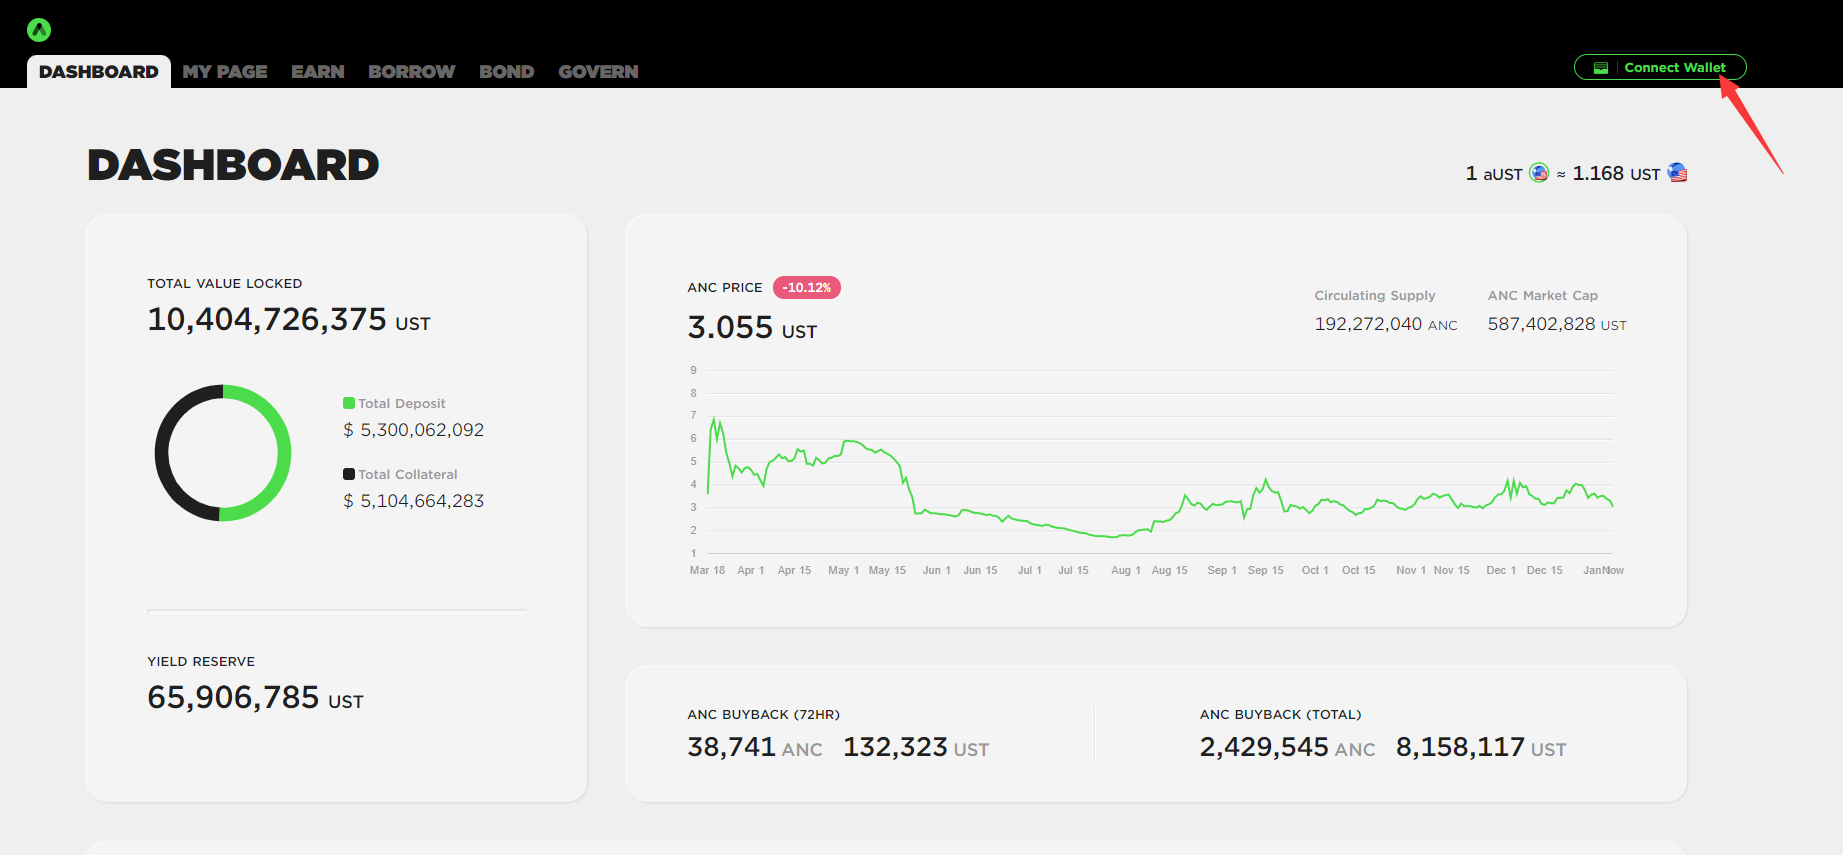 DASHBOARD MY PAGE EARN BORROW BOND GOVERN Connect Wallet
DASHBOARD
1 aUST ≈ 1.168 UST
TOTAL VALUE LOCKED
10,404,726,375 UST
Total Deposit
$ 5,300,062,092
Total Collateral
$ 5,104,664,283
YIELD RESERVE
65,906,785 UST
ANC PRICE -10.12%
3.055 UST
Circulating Supply
192,272,040 ANC
ANC Market Cap
587,402,828 UST
9
8
7
6
5
4
3
2
1
Mar 18 Apr 1 Apr 15 May 1 May 15 Jun 1 Jun 15 Jul 1 Jul 15 Aug 1 Aug 15 Sep 1 Sep 15 Oct 1 Oct 15 Nov 1 Nov 15 Dec 1 Dec 15 Jan Now
ANC BUYBACK (72HR)
38,741 ANC 132,323 UST
ANC BUYBACK (TOTAL)
2,429,545 ANC 8,158,117 UST